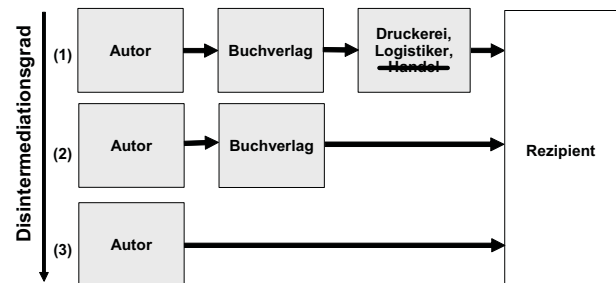 Disintermediationsgrad
(1)
Autor
Buchverlag
Druckerei,
Logistiker,
Handel
(2)
Autor
Buchverlag
Rezipient
(3)
Autor